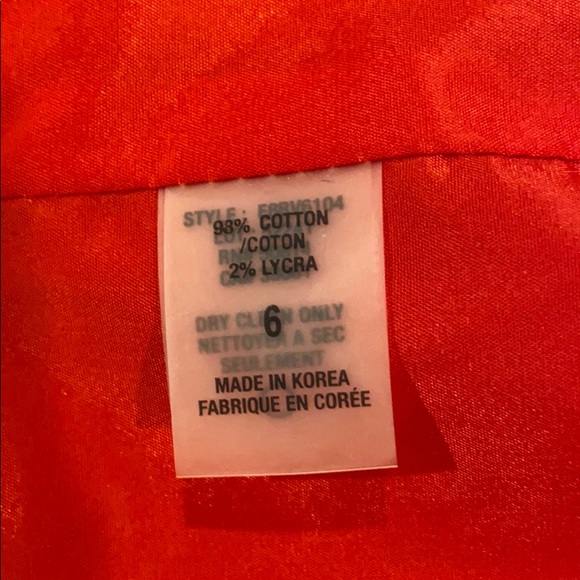 STYLE :
98% COTTON
/COTON
2% LYCRA
6
DRY CLEAN ONLY
NETTOYER A SEC
SEULEMENT
MADE IN KOREA
FABRIQUE EN CORÉE